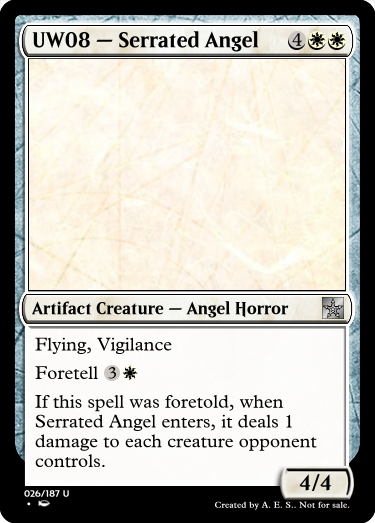 UW08 — Serrated Angel 4
Artifact Creature — Angel Horror
Flying, Vigilance
Foretell 3
If this spell was foretold, when
Serrated Angel enters, it deals 1
damage to each creature opponent
controls.
4/4
026/187 U
Created by A. E. S.. Not for sale.